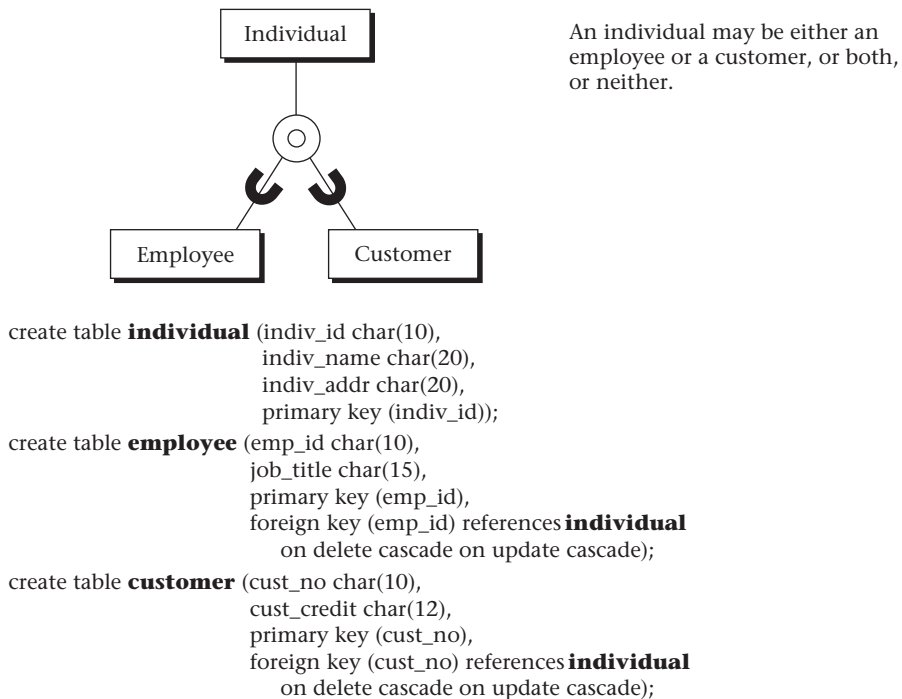 Individual
An individual may be either an
employee or a customer, or both,
or neither.
Employee
Customer
create table individual (indiv_id char(10),
indiv_name char(20),
indiv_addr char(20),
primary key (indiv_id));
create table employee (emp_id char(10),
job_title char(15),
primary key (emp_id),
foreign key (emp_id) references individual
on delete cascade on update cascade);
create table customer (cust_no char(10),
cust_credit char(12),
primary key (cust_no),
foreign key (cust_no) references individual
on delete cascade on update cascade);